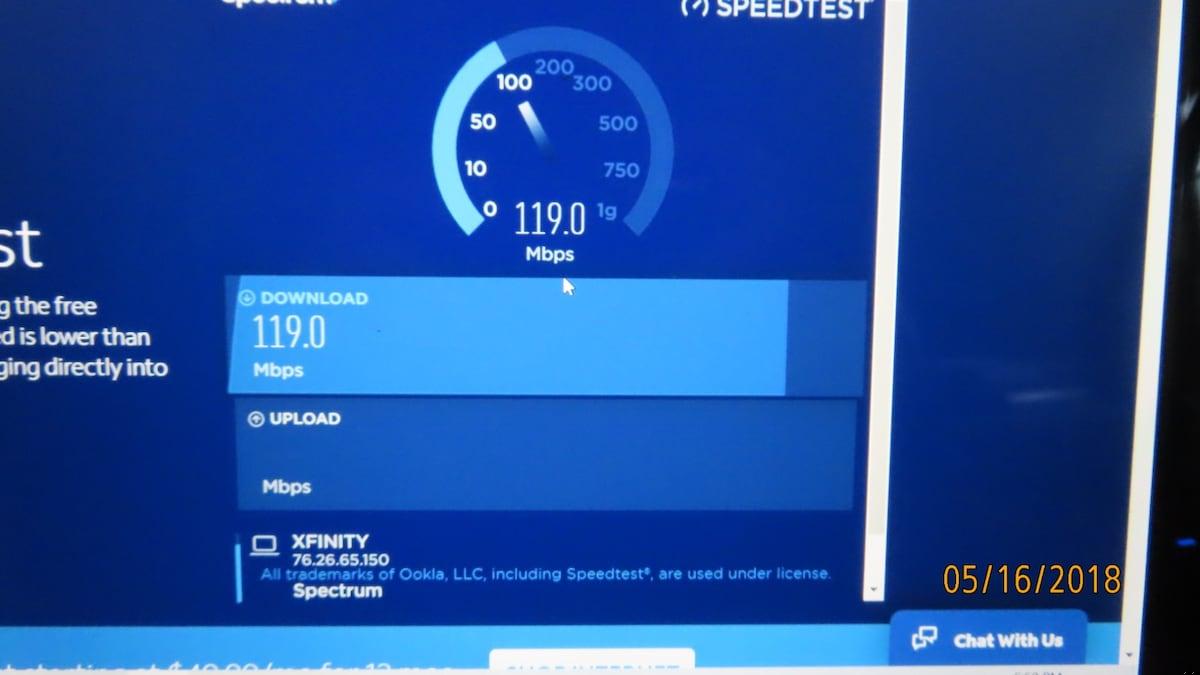 Spectrum
SPEEDTEST
200
100
300
50
500
10
750
0
119.0
1g
Mbps
st
g the free
d is lower than
ging directly into
DOWNLOAD
119.0
Mbps
UPLOAD
Mbps
XFINITY
76.26.65.150
All trademarks of Ookla, LLC, including Speedtest®, are used under license.
Spectrum
05/16/2018
Chat With Us